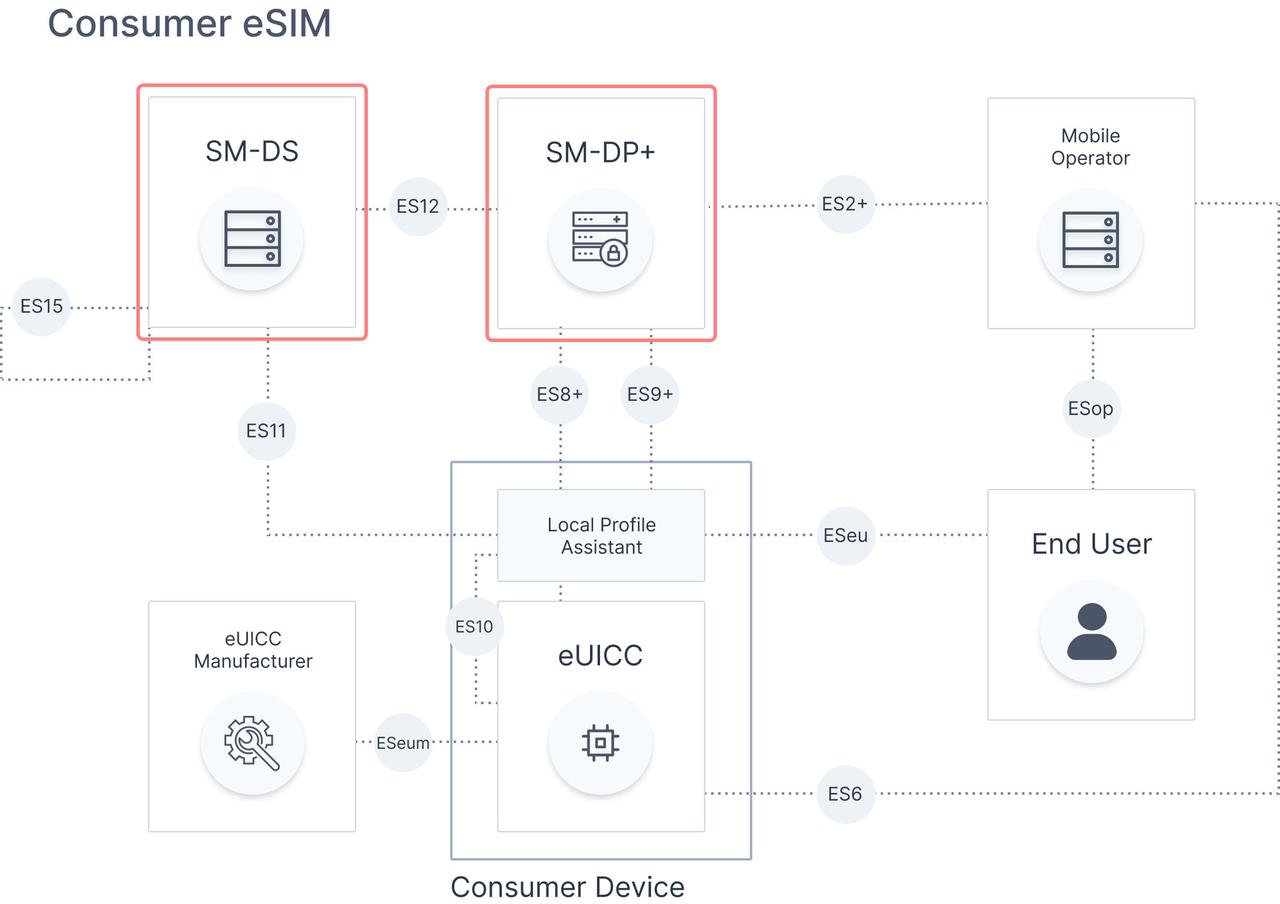 Consumer eSIM
SM-DS
SM-DP+
Mobile
Operator
ES12
ES2+
ES15
ES8+
ES9+
ESop
ES11
Local Profile
Assistant
ESeu
End User
ES10
eUICC
Manufacturer
eUICC
ESeum
ES6
Consumer Device